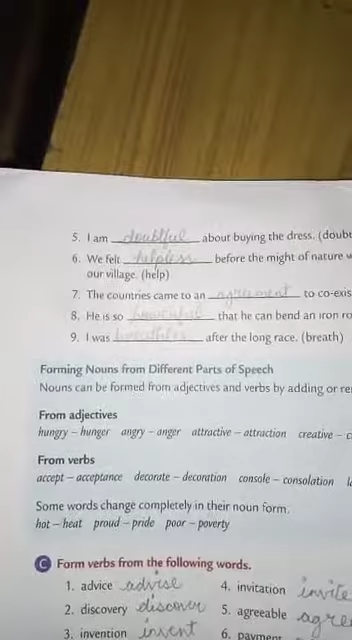 5. I am doubtful about buying the dress. (doubt
6. We felt helpless before the might of nature w
our village. (help)
7. The countries came to an agreement to co-exis
8. He is so powerful that he can bend an iron ro
9. I was breathless after the long race. (breath)
Forming Nouns from Different Parts of Speech
Nouns can be formed from adjectives and verbs by adding or re
From adjectives
hungry – hunger angry – anger attractive – attraction creative – c
From verbs
accept – acceptance decorate – decoration console – consolation
Some words change completely in their noun form.
hot – heat proud – pride poor – poverty
C Form verbs from the following words.
1. advice advise 4. invitation invite
2. discovery discover 5. agreeable agre
3. invention invent 6. payment